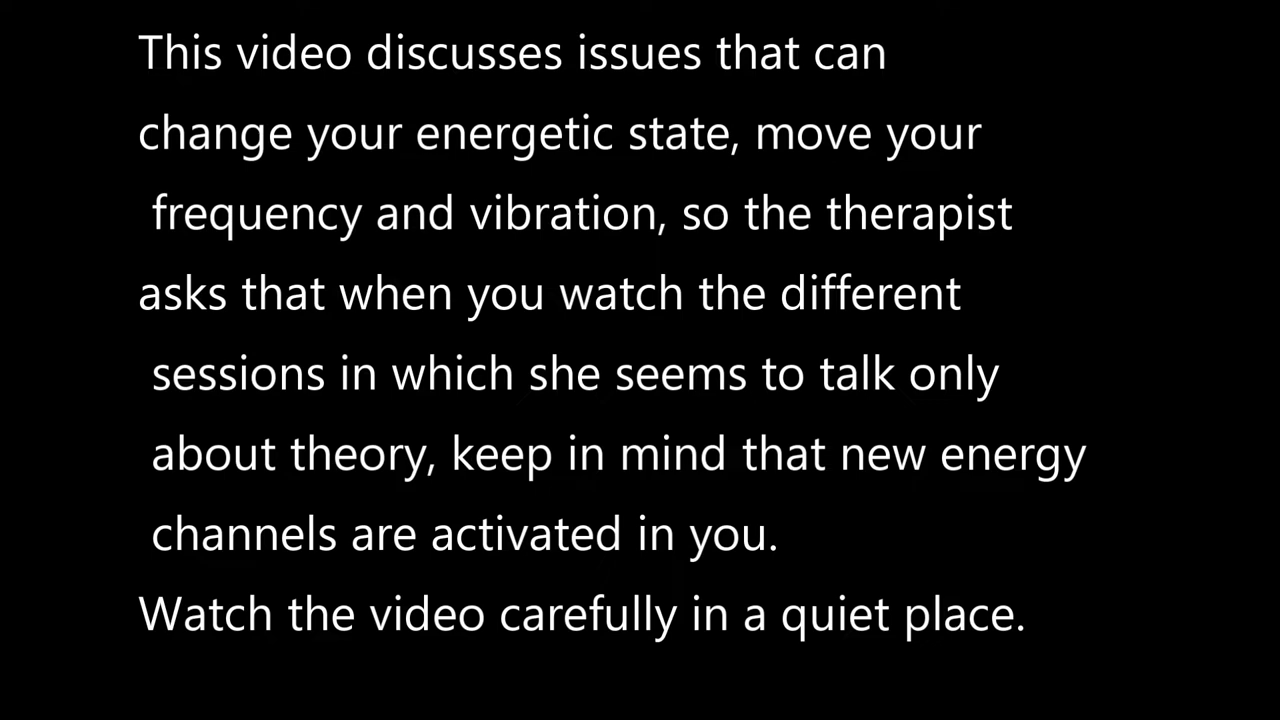 This video discusses issues that can
change your energetic state, move your
frequency and vibration, so the therapist
asks that when you watch the different
sessions in which she seems to talk only
about theory, keep in mind that new energy
channels are activated in you.
Watch the video carefully in a quiet place.